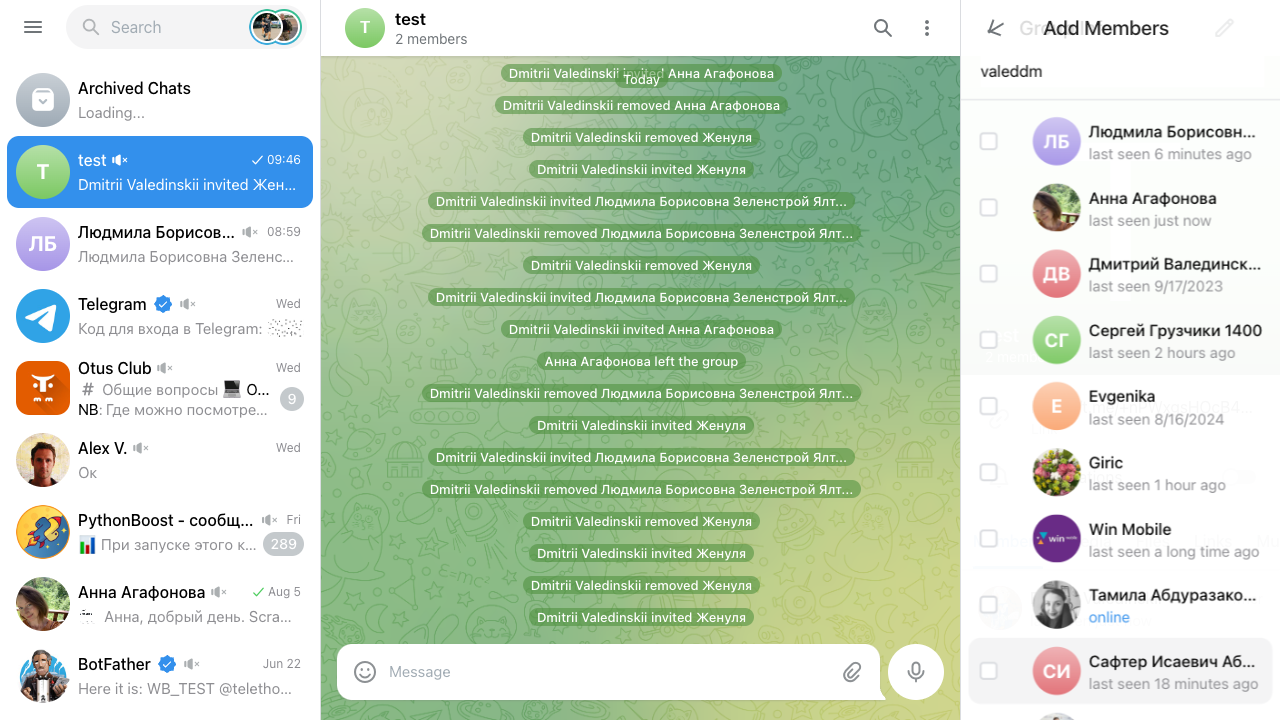 Search
Archived Chats
Loading...
T
test
09:46
Dmitrii Valedinskii invited Жен...
ЛБ
Людмила Борисов...
08:59
Людмила Борисовна Зеленс...
Telegram
Wed
Код для входа в Telegram:
Otus Club
Wed
# Общие вопросы 💻 О...
NB: Где можно посмотре...
9
Alex V.
Wed
Ок
PythonBoost - сообщ...
Fri
📊 При запуске этого к...
289
Анна Агафонова
Aug 5
Анна, добрый день. Scra...
BotFather
Jun 22
Here it is: WB_TEST @teletho...
T
test
2 members
Dmitrii Valedinskii invited Анна Агафонова
Today
Dmitrii Valedinskii removed Анна Агафонова
Dmitrii Valedinskii removed Женуля
Dmitrii Valedinskii invited Женуля
Dmitrii Valedinskii invited Людмила Борисовна Зеленстрой Ялт...
Dmitrii Valedinskii removed Людмила Борисовна Зеленстрой Ялт...
Dmitrii Valedinskii removed Женуля
Dmitrii Valedinskii invited Людмила Борисовна Зеленстрой Ялт...
Dmitrii Valedinskii invited Анна Агафонова
Анна Агафонова left the group
Dmitrii Valedinskii removed Людмила Борисовна Зеленстрой Ялт...
Dmitrii Valedinskii invited Женуля
Dmitrii Valedinskii invited Людмила Борисовна Зеленстрой Ялт...
Dmitrii Valedinskii removed Людмила Борисовна Зеленстрой Ялт...
Dmitrii Valedinskii removed Женуля
Dmitrii Valedinskii invited Женуля
Dmitrii Valedinskii removed Женуля
Dmitrii Valedinskii invited Женуля
Message
Add Members
valeddm
ЛБ
Людмила Борисовн...
last seen 6 minutes ago
Анна Агафонова
last seen just now
ДВ
Дмитрий Валединск...
last seen 9/17/2023
СГ
Сергей Грузчики 1400
last seen 2 hours ago
E
Evgenika
last seen 8/16/2024
Giric
last seen 1 hour ago
win
Win Mobile
last seen a long time ago
Тамила Абдуразако...
online
СИ
Сафтер Исаевич Аб...
last seen 18 minutes ago